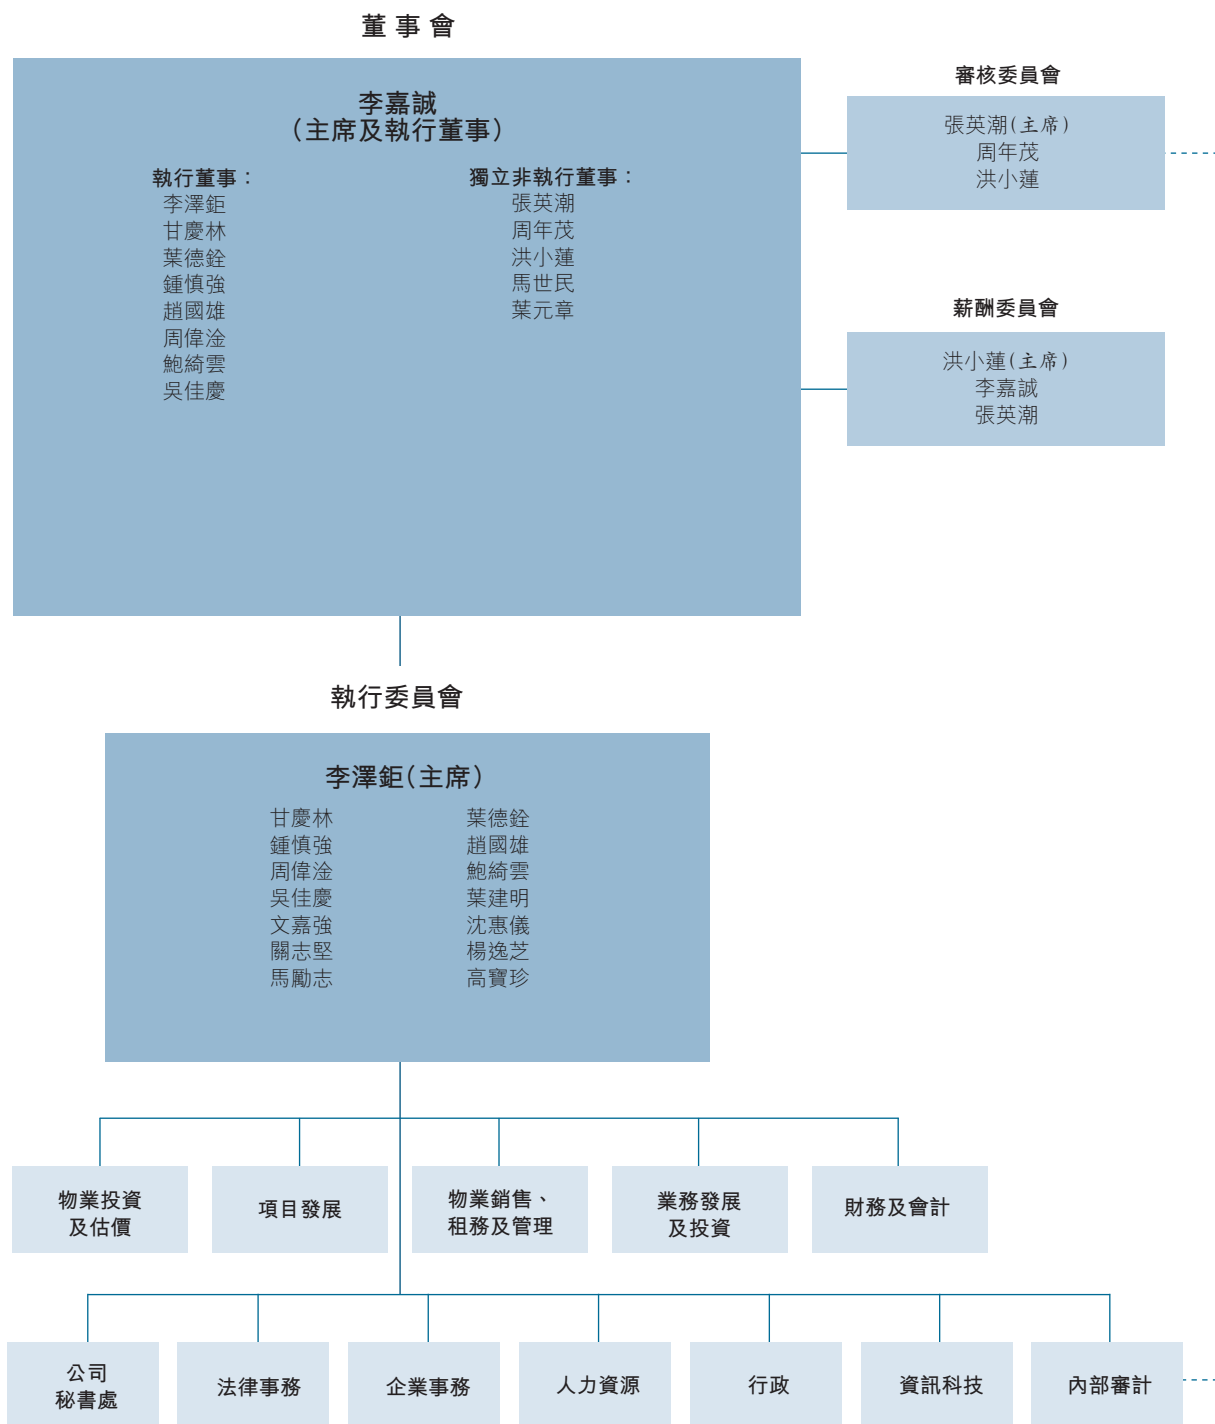 董事會
李嘉誠
(主席及執行董事)
執行董事：
李澤鉅
甘慶林
葉德銓
鍾慎強
趙國雄
周偉淦
鮑綺雲
吳佳慶
獨立非執行董事：
張英潮
周年茂
洪小蓮
馬世民
葉元章
審核委員會
張英潮(主席)
周年茂
洪小蓮
薪酬委員會
洪小蓮(主席)
李嘉誠
張英潮
執行委員會
李澤鉅(主席)
甘慶林
鍾慎強
周偉淦
吳佳慶
文嘉強
關志堅
馬勵志
葉德銓
趙國雄
鮑綺雲
葉建明
沈惠儀
楊逸芝
高寶珍
物業投資
及估價
項目發展
物業銷售、
租務及管理
業務發展
及投資
財務及會計
公司
秘書處
法律事務
企業事務
人力資源
行政
資訊科技
內部審計